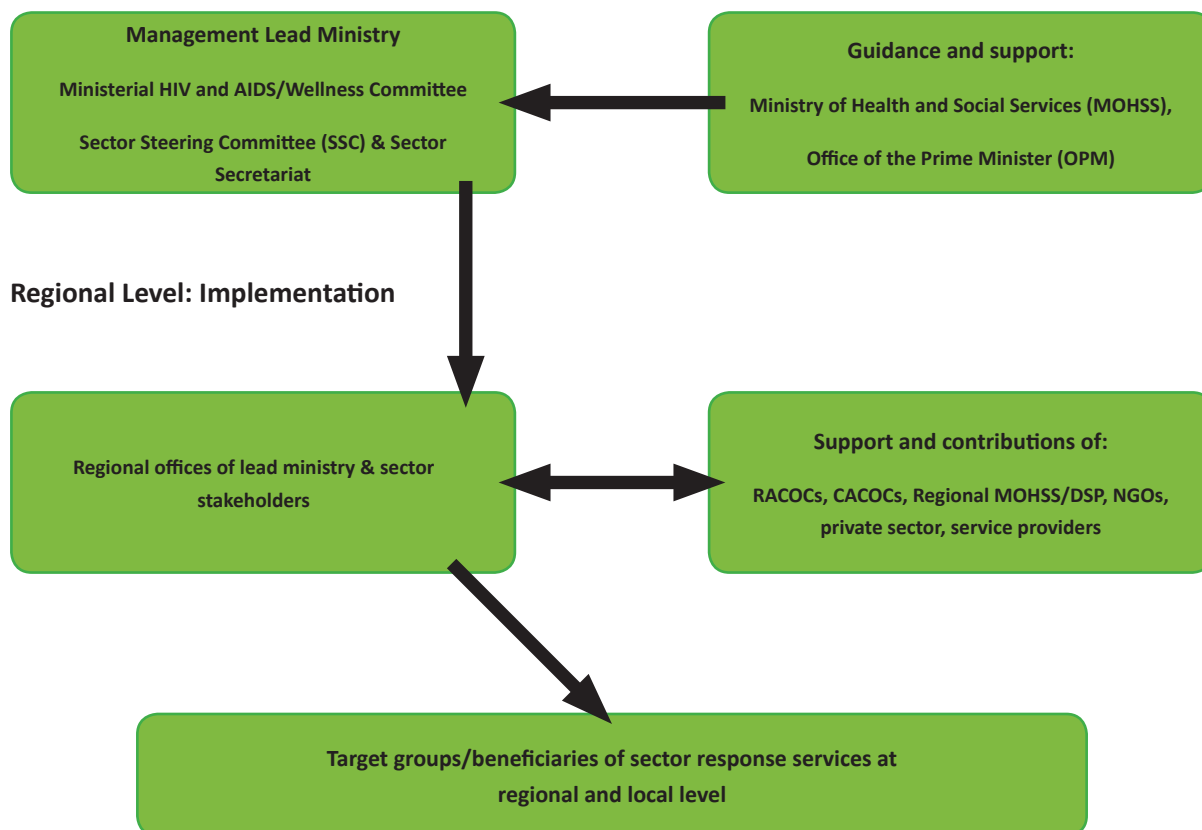 Management Lead Ministry
Ministerial HIV and AIDS/Wellness Committee
Sector Steering Committee (SSC) & Sector
Secretariat
Guidance and support:
Ministry of Health and Social Services (MOHSS),
Office of the Prime Minister (OPM)
Regional Level: Implementation
Regional offices of lead ministry & sector
stakeholders
Support and contributions of:
RACOCs, CACOCs, Regional MOHSS/DSP, NGOs,
private sector, service providers
Target groups/beneficiaries of sector response services at
regional and local level